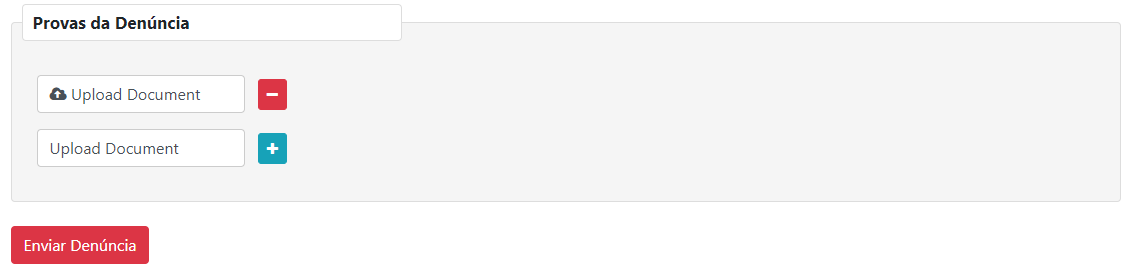 Provas da Denúncia
Upload Document
Upload Document
Enviar Denúncia